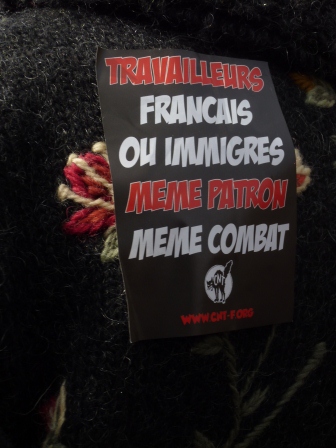 TRAVAILLEURS
FRANCAIS
OU IMMIGRES
MEME PATRON
MEME COMBAT
CNT
WWW.CNT-F.ORG